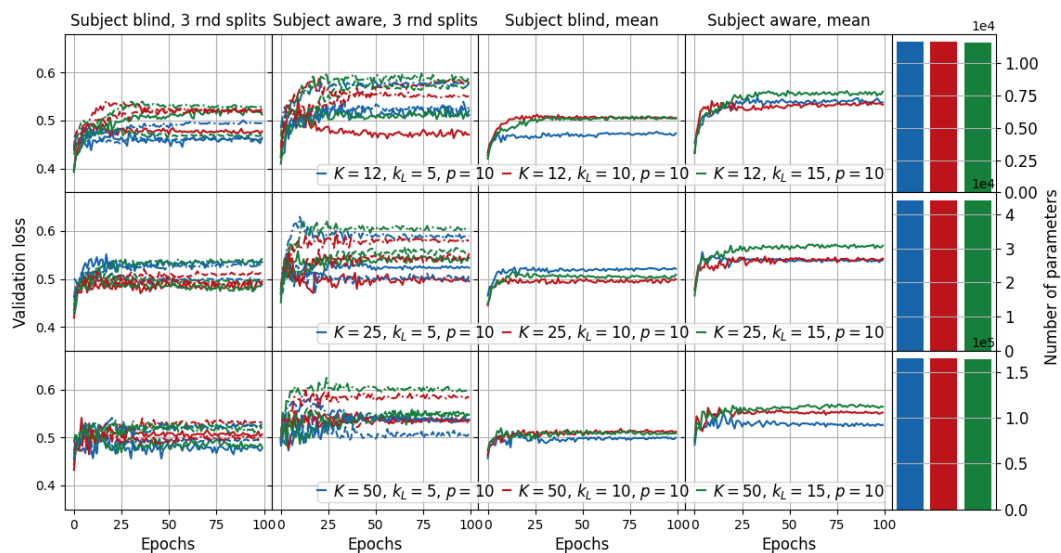 Subject blind, 3 rnd splits Subject aware, 3 rnd splits Subject blind, mean Subject aware, mean 1e4
0.6
0.5
0.4
1.00
0.75
0.50
0.25
0.00
K = 12, k_L = 5, p = 10 K = 12, k_L = 10, p = 10 K = 12, k_L = 15, p = 10
1e4
0.6
0.5
0.4
4
3
2
1
0
K = 25, k_L = 5, p = 10 K = 25, k_L = 10, p = 10 K = 25, k_L = 15, p = 10
1e5
0.6
0.5
0.4
1.5
1.0
0.5
0.0
K = 50, k_L = 5, p = 10 K = 50, k_L = 10, p = 10 K = 50, k_L = 15, p = 10
0 25 50 75 100 0 25 50 75 100 0 25 50 75 100 0 25 50 75 100
Epochs Epochs Epochs Epochs
Validation loss
Number of parameters